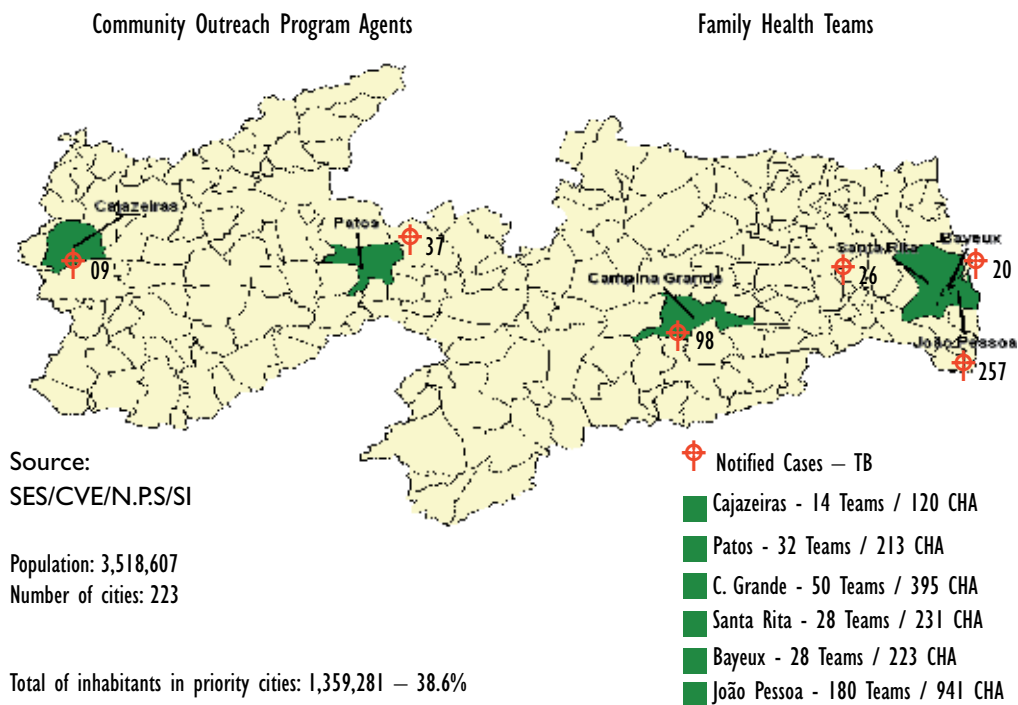 Community Outreach Program Agents
Family Health Teams
Cajazeiras
Patos
Campina Grande
Santa Rita
Bayeux
João Pessoa
09
37
98
26
20
257
Source:
SES/CVE/N.P.S/SI
Population: 3,518,607
Number of cities: 223
Total of inhabitants in priority cities: 1,359,281 – 38.6%
Notified Cases – TB
Cajazeiras - 14 Teams / 120 CHA
Patos - 32 Teams / 213 CHA
C. Grande - 50 Teams / 395 CHA
Santa Rita - 28 Teams / 231 CHA
Bayeux - 28 Teams / 223 CHA
João Pessoa - 180 Teams / 941 CHA